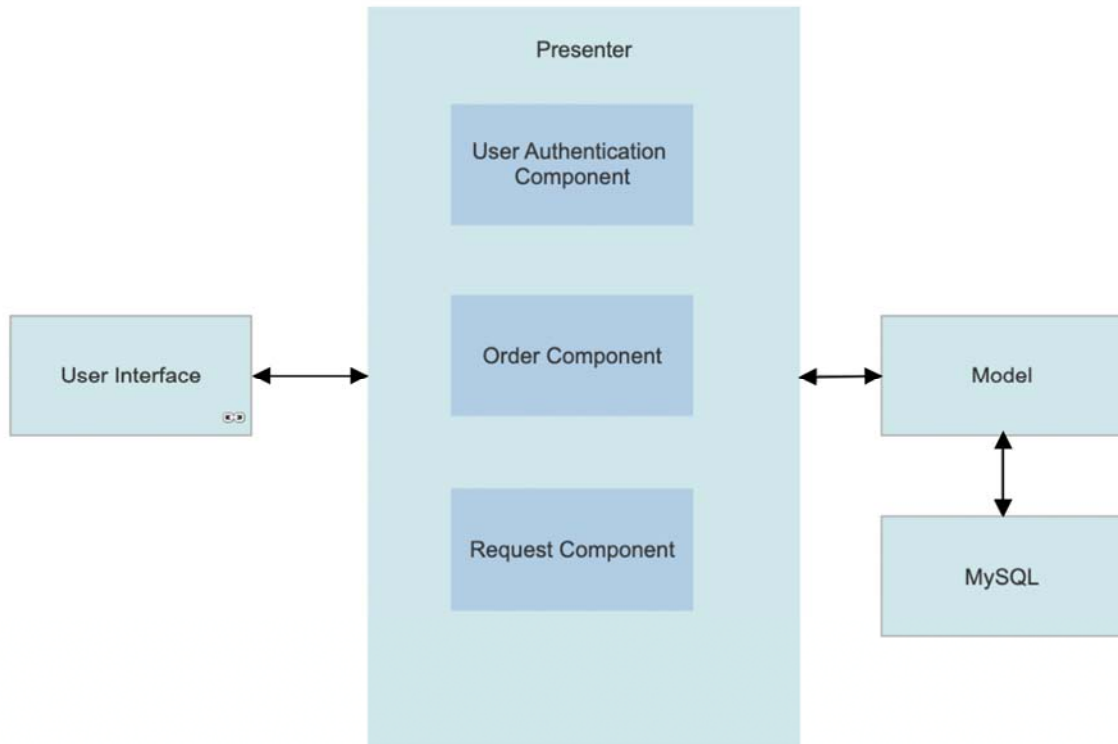 Presenter
User Authentication
Component
User Interface
Order Component
Model
Request Component
MySQL